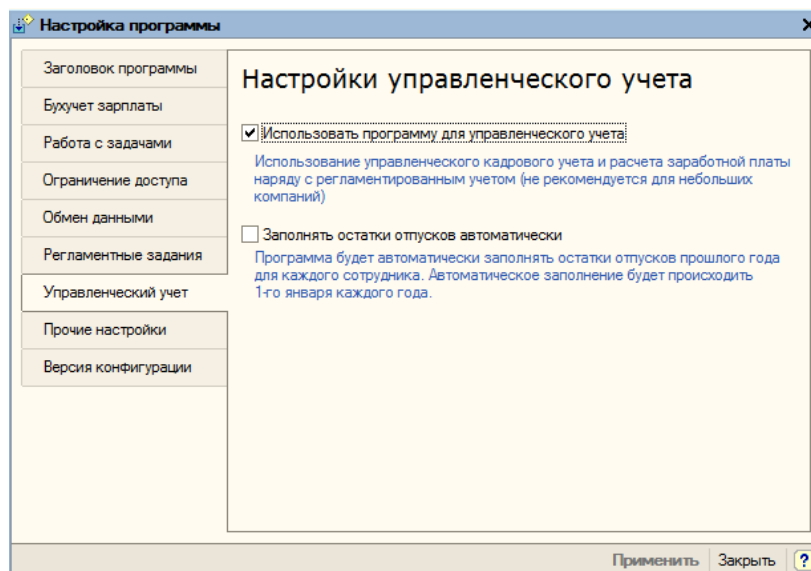 Настройка программы
Заголовок программы
Бухучет зарплаты
Работа с задачами
Ограничение доступа
Обмен данными
Регламентные задания
Управленческий учет
Прочие настройки
Версия конфигурации
Настройки управленческого учета
Использовать программу для управленческого учета
Использование управленческого кадрового учета и расчета заработной платы
наряду с регламентированным учетом (не рекомендуется для небольших
компаний)
Заполнять остатки отпусков автоматически
Программа будет автоматически заполнять остатки отпусков прошлого года
для каждого сотрудника. Автоматическое заполнение будет происходить
1-го января каждого года.
Применить Закрыть ?